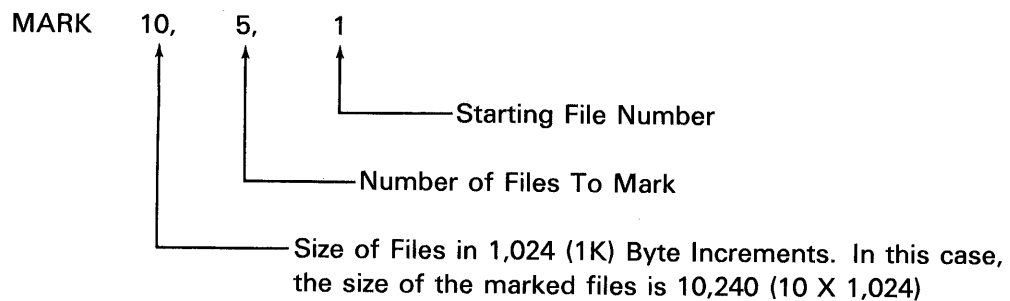 MARK 10, 5, 1
Starting File Number
Number of Files To Mark
Size of Files in 1,024 (1K) Byte Increments. In this case,
the size of the marked files is 10,240 (10 X 1,024)